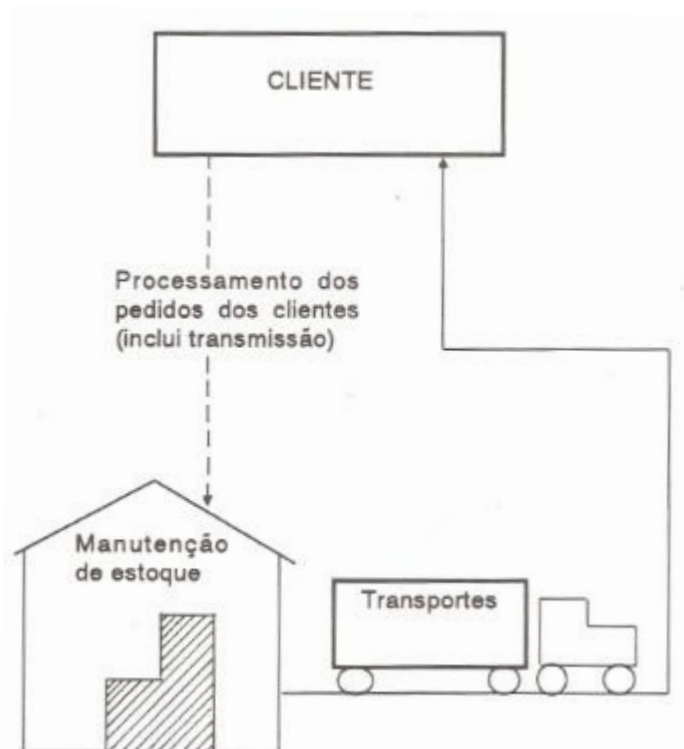 CLIENTE
Processamento dos
pedidos dos clientes
(inclui transmissão)
Manutenção
de estoque
Transportes